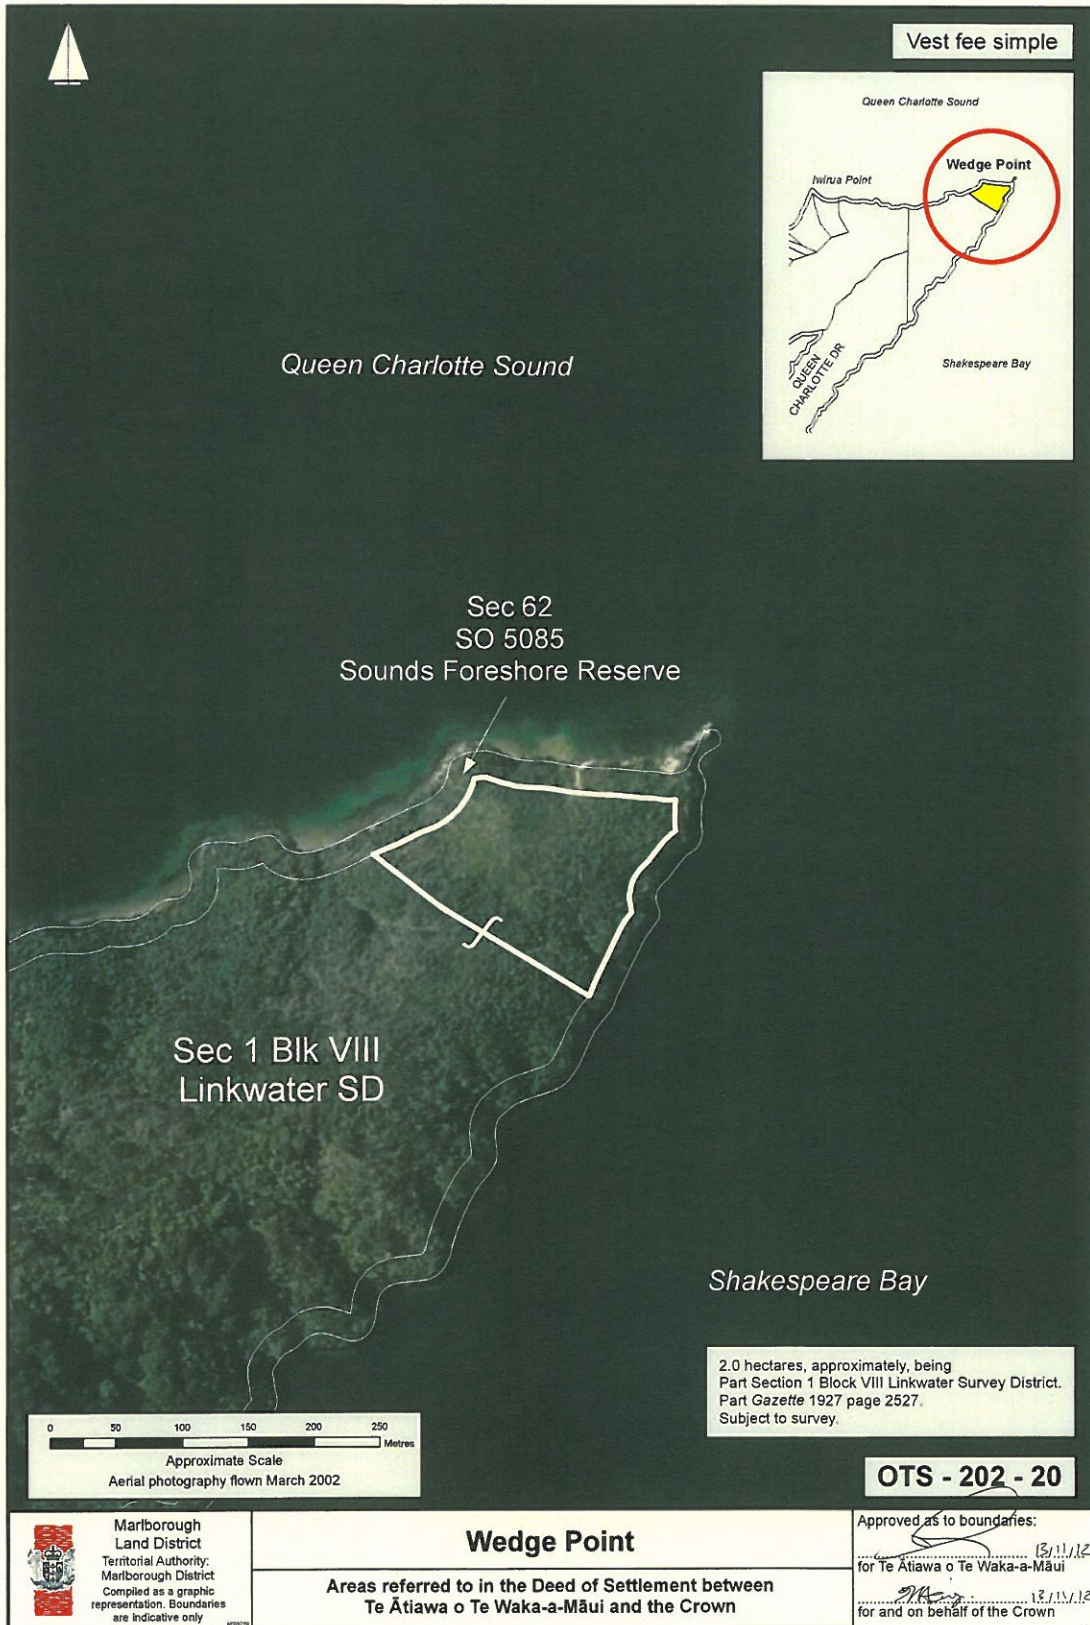 Vest fee simple
Queen Charlotte Sound
Wedge Point
Iwirua Point
QUEEN
CHARLOTTE DR
Shakespeare Bay
Queen Charlotte Sound
Sec 62
SO 5085
Sounds Foreshore Reserve
Sec 1 Blk VIII
Linkwater SD
Shakespeare Bay
2.0 hectares, approximately, being
Part Section 1 Block VIII Linkwater Survey District.
Part Gazette 1927 page 2527.
Subject to survey.
0 50 100 150 200 250
Metres
Approximate Scale
Aerial photography flown March 2002
OTS - 202 - 20
Marlborough
Land District
Territorial Authority:
Marlborough District
Compiled as a graphic
representation. Boundaries
are indicative only
Wedge Point
Areas referred to in the Deed of Settlement between
Te Ātiawa o Te Waka-a-Māui and the Crown
Approved as to boundaries:
13/11/12
for Te Ātiawa o Te Waka-a-Māui
13/11/12
for and on behalf of the Crown